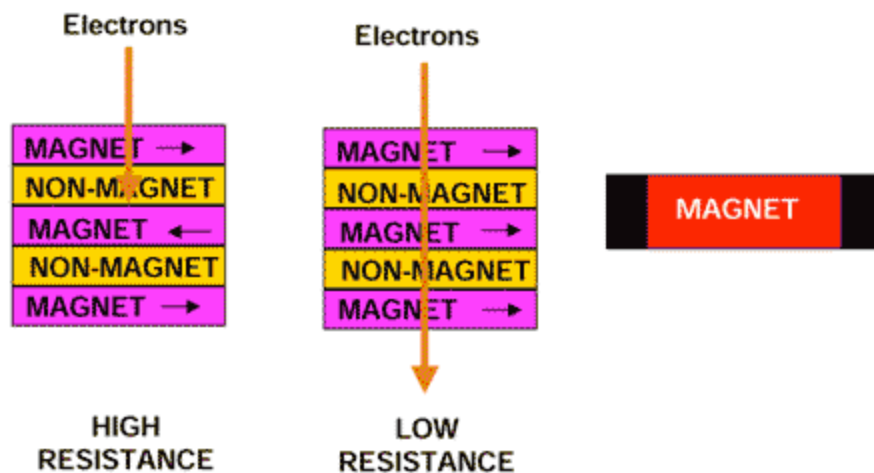 Electrons
MAGNET
NON-MAGNET
MAGNET
NON-MAGNET
MAGNET
HIGH
RESISTANCE
Electrons
MAGNET
NON-MAGNET
MAGNET
NON-MAGNET
MAGNET
LOW
RESISTANCE
MAGNET